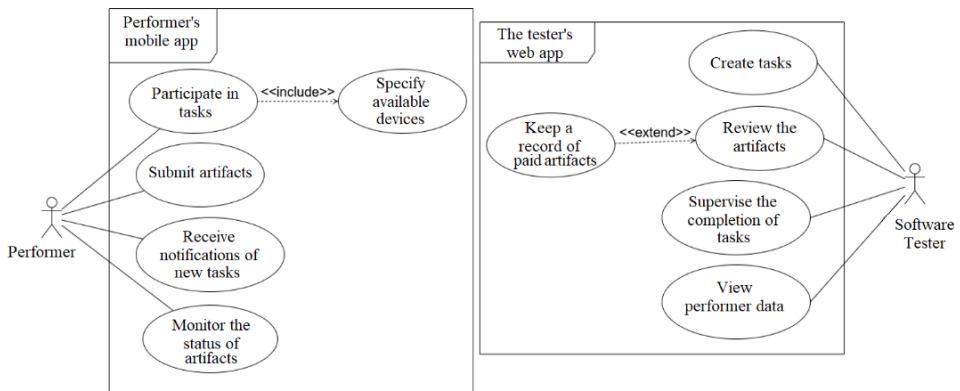 Performer's
mobile app
Participate in
tasks
<<include>>
Specify
available
devices
Submit artifacts
Receive
notifications of
new tasks
Monitor the
status of
artifacts
Performer
The tester's
web app
Create tasks
Keep a
record of
paid artifacts
<<extend>>
Review the
artifacts
Supervise the
completion of
tasks
View
performer data
Software
Tester